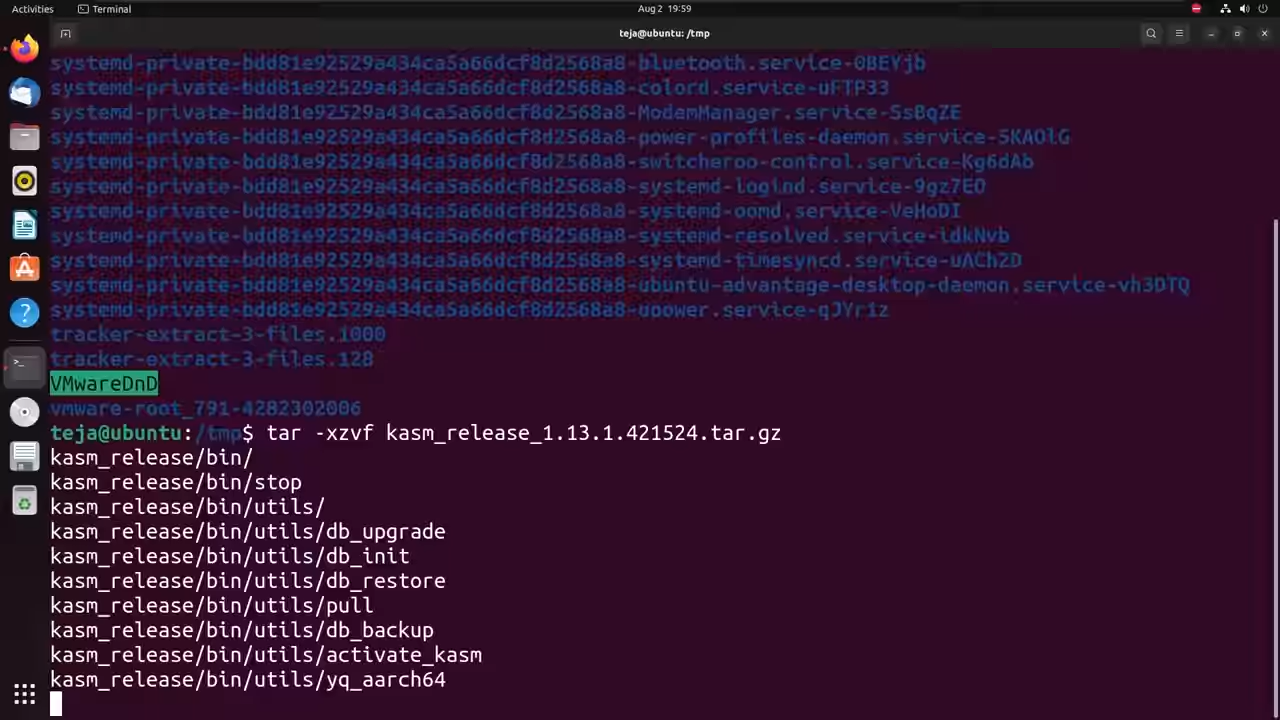 Activities
Terminal
Aug 2 19:59
teja@ubuntu: /tmp
systemd-private-bdd81e92529a434ca5a66dcf8d2568a8-bluetooth.service-0BEYjb
systemd-private-bdd81e92529a434ca5a66dcf8d2568a8-colord.service-uFTP33
systemd-private-bdd81e92529a434ca5a66dcf8d2568a8-ModemManager.service-5sBqZE
systemd-private-bdd81e92529a434ca5a66dcf8d2568a8-power-profiles-daemon.service-5KAOlG
systemd-private-bdd81e92529a434ca5a66dcf8d2568a8-switcheroo-control.service-Kg6dAb
systemd-private-bdd81e92529a434ca5a66dcf8d2568a8-systemd-logind.service-9gz7EO
systemd-private-bdd81e92529a434ca5a66dcf8d2568a8-systemd-oomd.service-VeHoDI
systemd-private-bdd81e92529a434ca5a66dcf8d2568a8-systemd-resolved.service-ldkNvb
systemd-private-bdd81e92529a434ca5a66dcf8d2568a8-systemd-timesyncd.service-uACh2D
systemd-private-bdd81e92529a434ca5a66dcf8d2568a8-ubuntu-advantage-desktop-daemon.service-vh3DTQ
systemd-private-bdd81e92529a434ca5a66dcf8d2568a8-upower.service-qJYr1z
tracker-extract-3-files.1000
tracker-extract-3-files.128
VMwareDnD
vmware-root_791-4282302006
teja@ubuntu:/tmp$ tar -xzvf kasm_release_1.13.1.421524.tar.gz
kasm_release/bin/
kasm_release/bin/stop
kasm_release/bin/utils/
kasm_release/bin/utils/db_upgrade
kasm_release/bin/utils/db_init
kasm_release/bin/utils/db_restore
kasm_release/bin/utils/pull
kasm_release/bin/utils/db_backup
kasm_release/bin/utils/activate_kasm
kasm_release/bin/utils/yq_aarch64